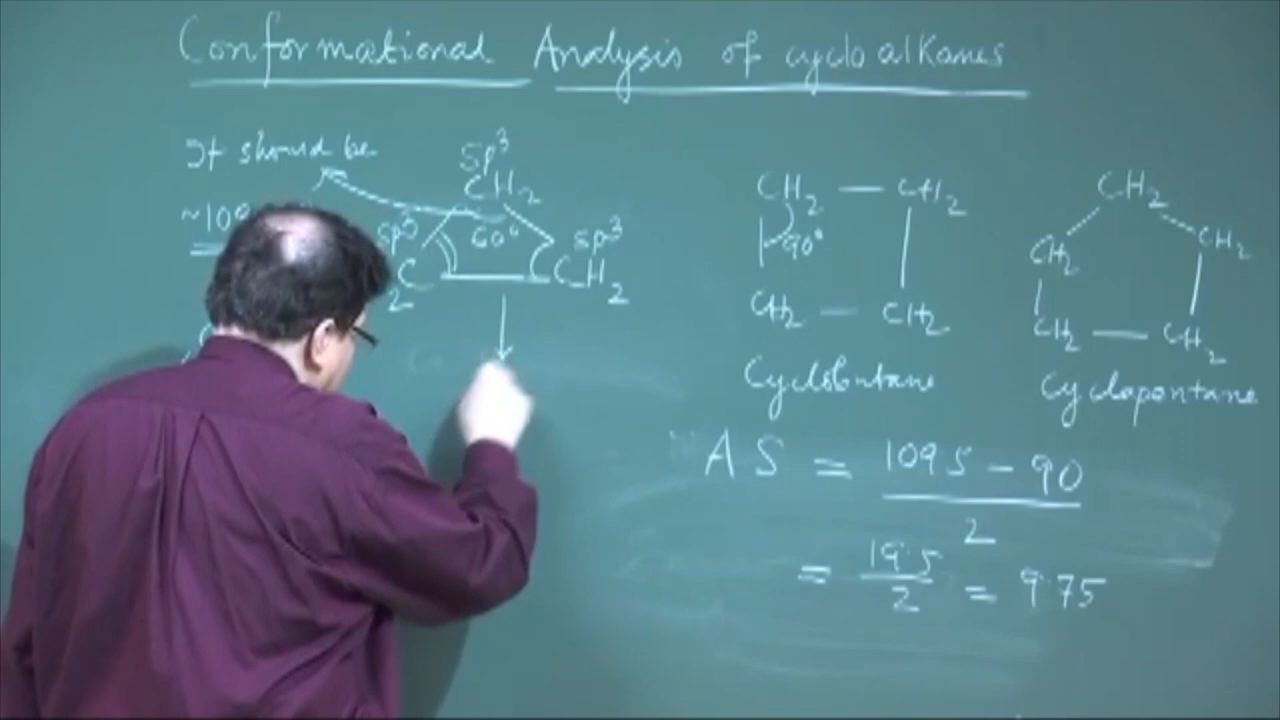 Conformational Analysis of cycloalkanes
It should be
~109
sp³
CH₂
60°
sp³
C
2
sp³
CH₂
CH₂ — CH₂
90°
CH₂ — CH₂
Cyclobutane
CH₂
CH₂ CH₂
CH₂ — CH₂
Cyclopentane
AS = 109.5 - 90
2
= 19.5 = 9.75
2